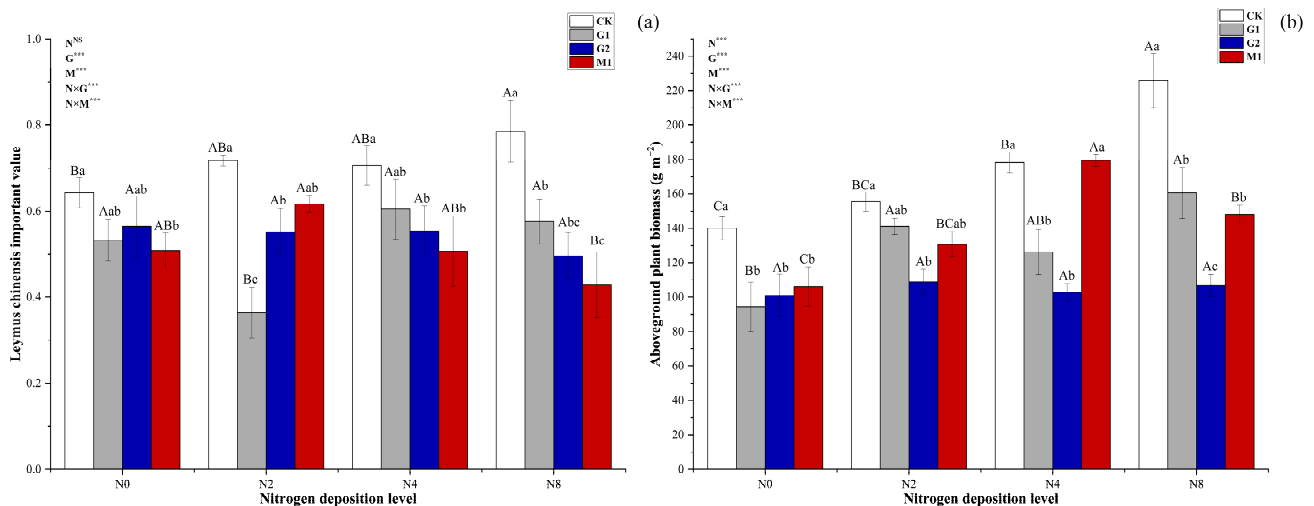 (a)
CK
G1
G2
M1
N^NS
G***
M***
N×G***
N×M***
1.0
0.8
0.6
0.4
0.2
0.0
Leymus chinensis important value
Ba
Aab
Aab
ABb
ABa
Bc
Ab
Aab
ABa
Aab
Ab
ABb
Aa
Ab
Abc
Bc
N0
N2
N4
N8
Nitrogen deposition level
(b)
CK
G1
G2
M1
N***
G***
M***
N×G***
N×M***
240
220
200
180
160
140
120
100
80
60
40
20
0
Aboveground plant biomass (g m⁻²)
Ca
Bb
Ab
Cb
BCa
Aab
Ab
BCab
Ba
ABb
Ab
Aa
Aa
Ab
Ac
Bb
N0
N2
N4
N8
Nitrogen deposition level